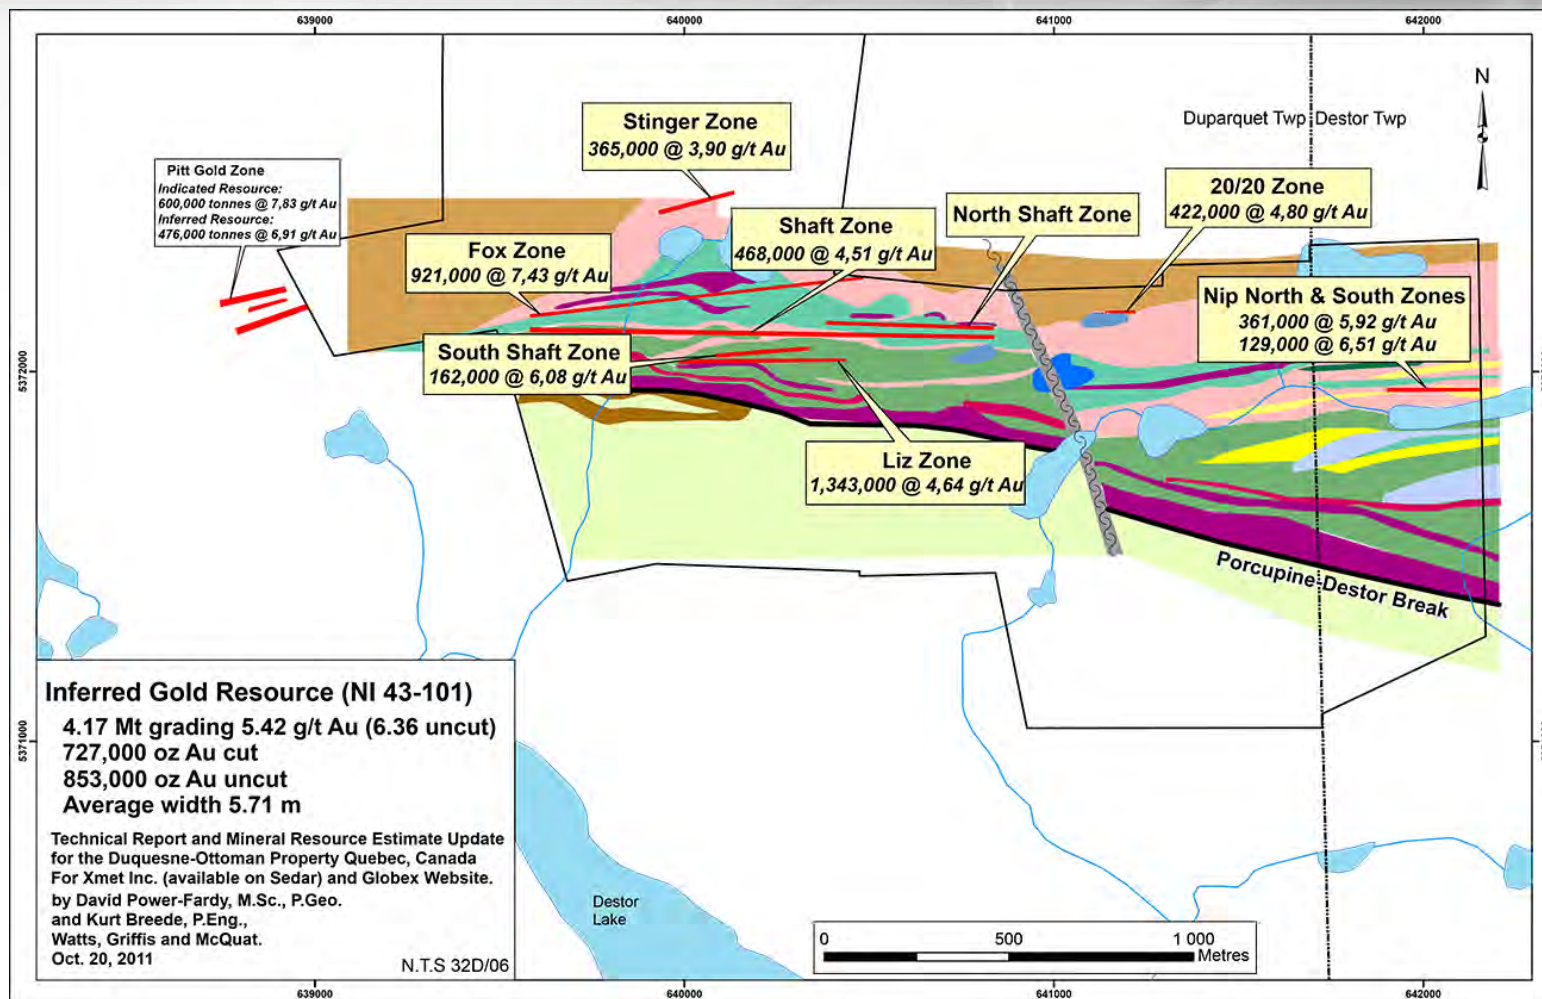 639000
640000
641000
642000
N
Duparquet Twp
Destor Twp
Stinger Zone
365,000 @ 3,90 g/t Au
Pitt Gold Zone
Indicated Resource:
600,000 tonnes @ 7,83 g/t Au
Inferred Resource:
476,000 tonnes @ 6,91 g/t Au
20/20 Zone
422,000 @ 4,80 g/t Au
North Shaft Zone
Shaft Zone
468,000 @ 4,51 g/t Au
Fox Zone
921,000 @ 7,43 g/t Au
Nip North & South Zones
361,000 @ 5,92 g/t Au
129,000 @ 6,51 g/t Au
South Shaft Zone
162,000 @ 6,08 g/t Au
5372000
Liz Zone
1,343,000 @ 4,64 g/t Au
Porcupine-Destor Break
5371000
Inferred Gold Resource (NI 43-101)
4.17 Mt grading 5.42 g/t Au (6.36 uncut)
727,000 oz Au cut
853,000 oz Au uncut
Average width 5.71 m
Technical Report and Mineral Resource Estimate Update
for the Duquesne-Ottoman Property Quebec, Canada
For Xmet Inc. (available on Sedar) and Globex Website.
by David Power-Fardy, M.Sc., P.Geo.
and Kurt Breede, P.Eng.,
Watts, Griffis and McQuat.
Oct. 20, 2011
N.T.S 32D/06
Destor
Lake
0 500 1 000
Metres
639000
640000
641000
642000